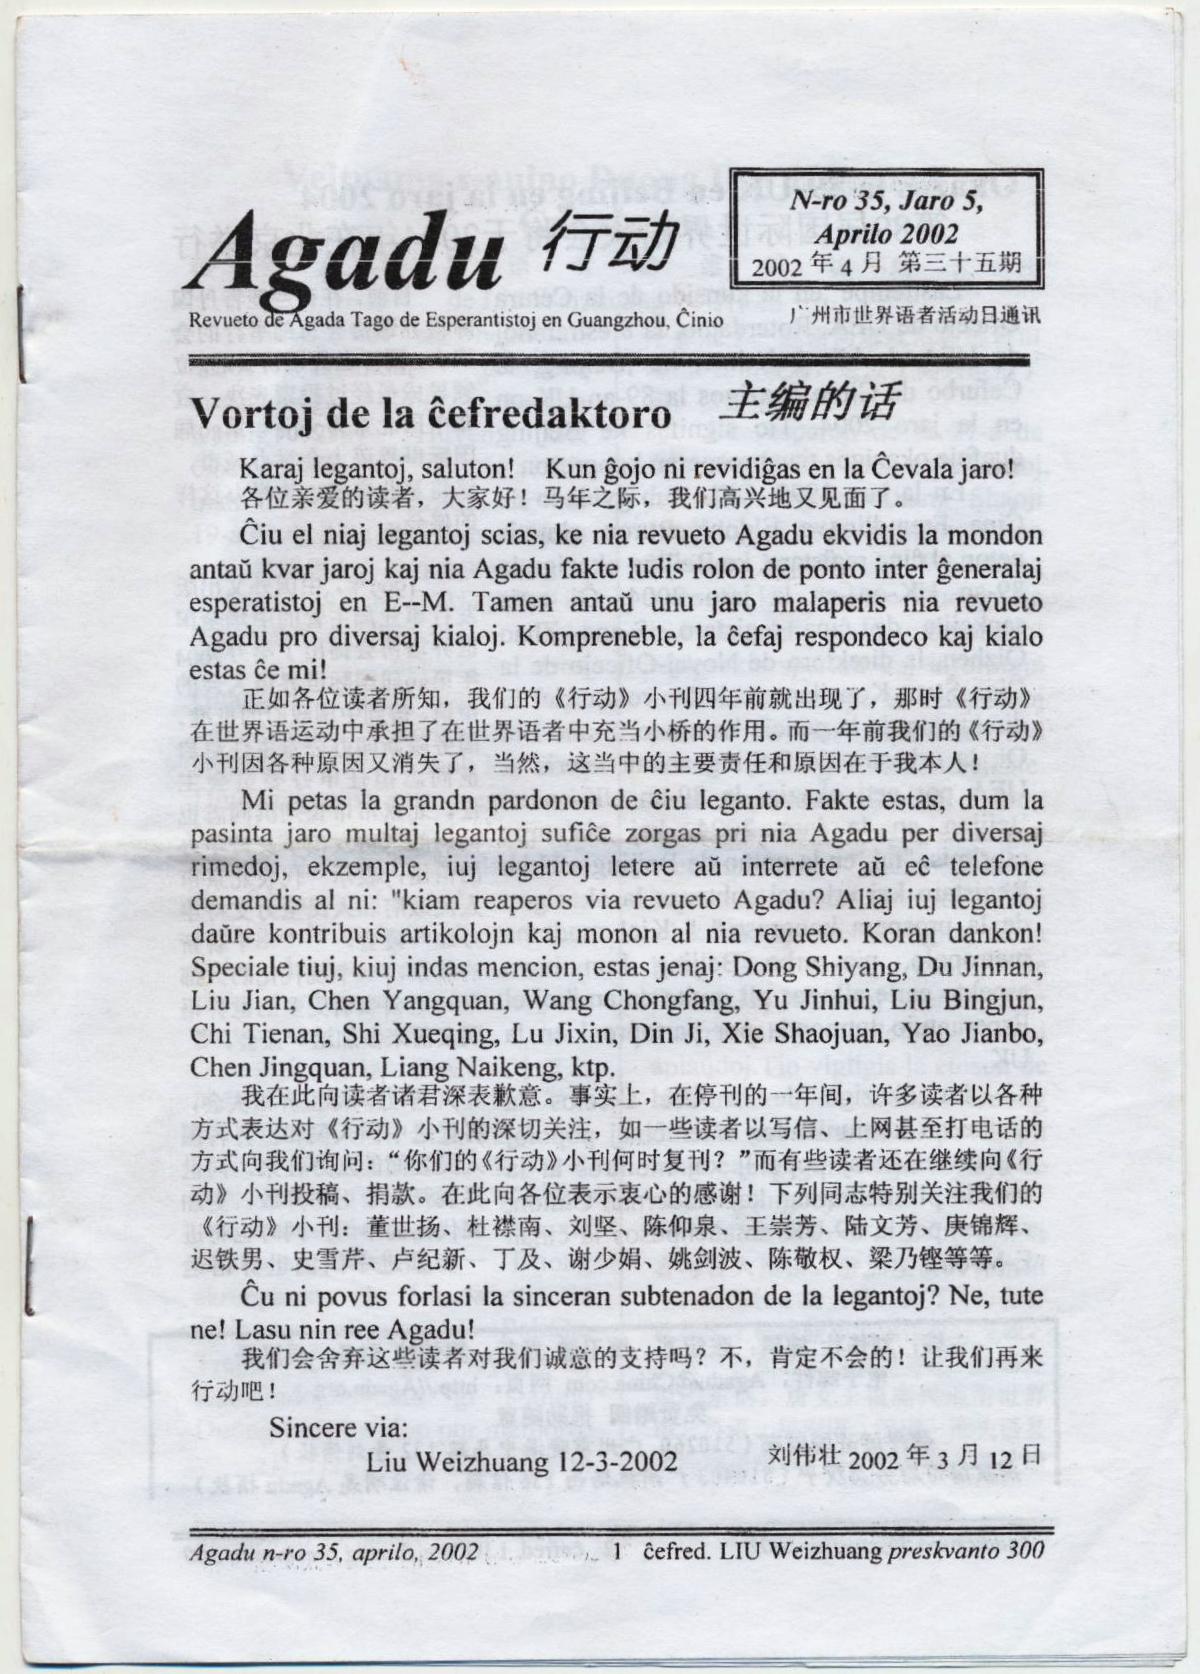 Agadu 行动
N-ro 35, Jaro 5,
Aprilo 2002
2002 年 4 月 第三十五期
Revueto de Agada Tago de Esperantistoj en Guangzhou, Ĉinio
广州市世界语者活动日通讯
Vortoj de la ĉefredaktoro 主编的话
Karaj legantoj, saluton! Kun ĝojo ni revidiĝas en la Ĉevala jaro!
各位亲爱的读者，大家好！马年之际，我们高兴地又见面了。
Ĉiu el niaj legantoj scias, ke nia revueto Agadu ekvidis la mondon
antaŭ kvar jaroj kaj nia Agadu fakte ludis rolon de ponto inter ĝeneralaj
esperatistoj en E--M. Tamen antaŭ unu jaro malaperis nia revueto
Agadu pro diversaj kialoj. Kompreneble, la ĉefaj respondeco kaj kialo
estas ĉe mi!
正如各位读者所知，我们的《行动》小刊四年前就出现了，那时《行动》
在世界语运动中承担了在世界语者中充当小桥的作用。而一年前我们的《行动》
小刊因各种原因又消失了，当然，这当中的主要责任和原因在于我本人！
Mi petas la grandn pardonon de ĉiu leganto. Fakte estas, dum la
pasinta jaro multaj legantoj sufiĉe zorgas pri nia Agadu per diversaj
rimedoj, ekzemple, iuj legantoj letere aŭ interrete aŭ eĉ telefone
demandis al ni: "kiam reaperos via revueto Agadu? Aliaj iuj legantoj
daŭre kontribuis artikolojn kaj monon al nia revueto. Koran dankon!
Speciale tiuj, kiuj indas mencion, estas jenaj: Dong Shiyang, Du Jinnan,
Liu Jian, Chen Yangquan, Wang Chongfang, Yu Jinhui, Liu Bingjun,
Chi Tienan, Shi Xueqing, Lu Jixin, Din Ji, Xie Shaojuan, Yao Jianbo,
Chen Jingquan, Liang Naikeng, ktp.
我在此向读者诸君深表歉意。事实上，在停刊的一年间，许多读者以各种
方式表达对《行动》小刊的深切关注，如一些读者以写信、上网甚至打电话的
方式向我们询问：“你们的《行动》小刊何时复刊？”而有些读者还在继续向《行
动》小刊投稿、捐款。在此向各位表示衷心的感谢！下列同志特别关注我们的
《行动》小刊：董世扬、杜襟南、刘坚、陈仰泉、王崇芳、陆文芳、庚锦辉、
迟铁男、史雪芹、卢纪新、丁及、谢少娟、姚剑波、陈敬权、梁乃铿等等。
Ĉu ni povus forlasi la sinceran subtenadon de la legantoj? Ne, tute
ne! Lasu nin ree Agadu!
我们会舍弃这些读者对我们诚意的支持吗？不，肯定不会的！让我们再来
行动吧！
Sincere via:
Liu Weizhuang 12-3-2002 刘伟壮 2002 年 3 月 12 日
Agadu n-ro 35, aprilo, 2002 1 ĉefred. LIU Weizhuang preskvanto 300